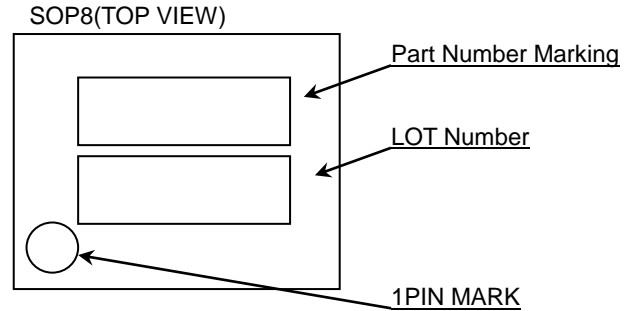 SOP8(TOP VIEW)
Part Number Marking
LOT Number
1PIN MARK